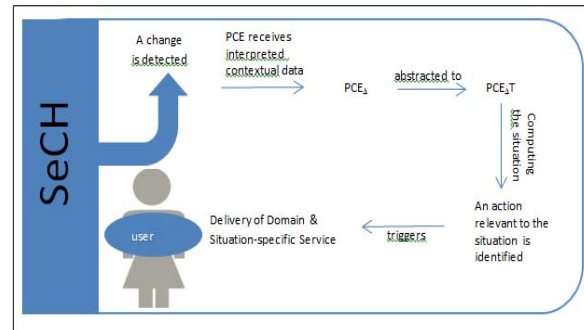 SeCH
A change
is detected
PCE receives
interpreted
contextual data
PCE∆
abstracted to
PCE∆T
Computing
the situation
An action
relevant to the
situation is
identified
triggers
Delivery of Domain &
Situation-specific Service
user